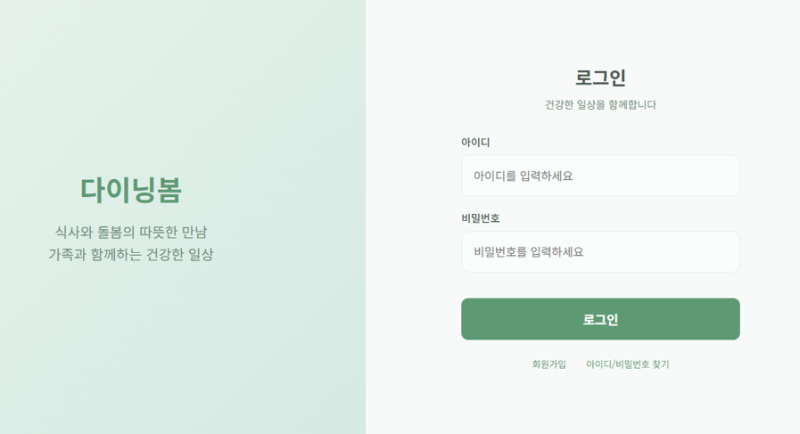 다이닝봄
식사와 돌봄의 따뜻한 만남
가족과 함께하는 건강한 일상
로그인
건강한 일상을 함께합니다
아이디
아이디를 입력하세요
비밀번호
비밀번호를 입력하세요
로그인
회원가입 아이디/비밀번호 찾기